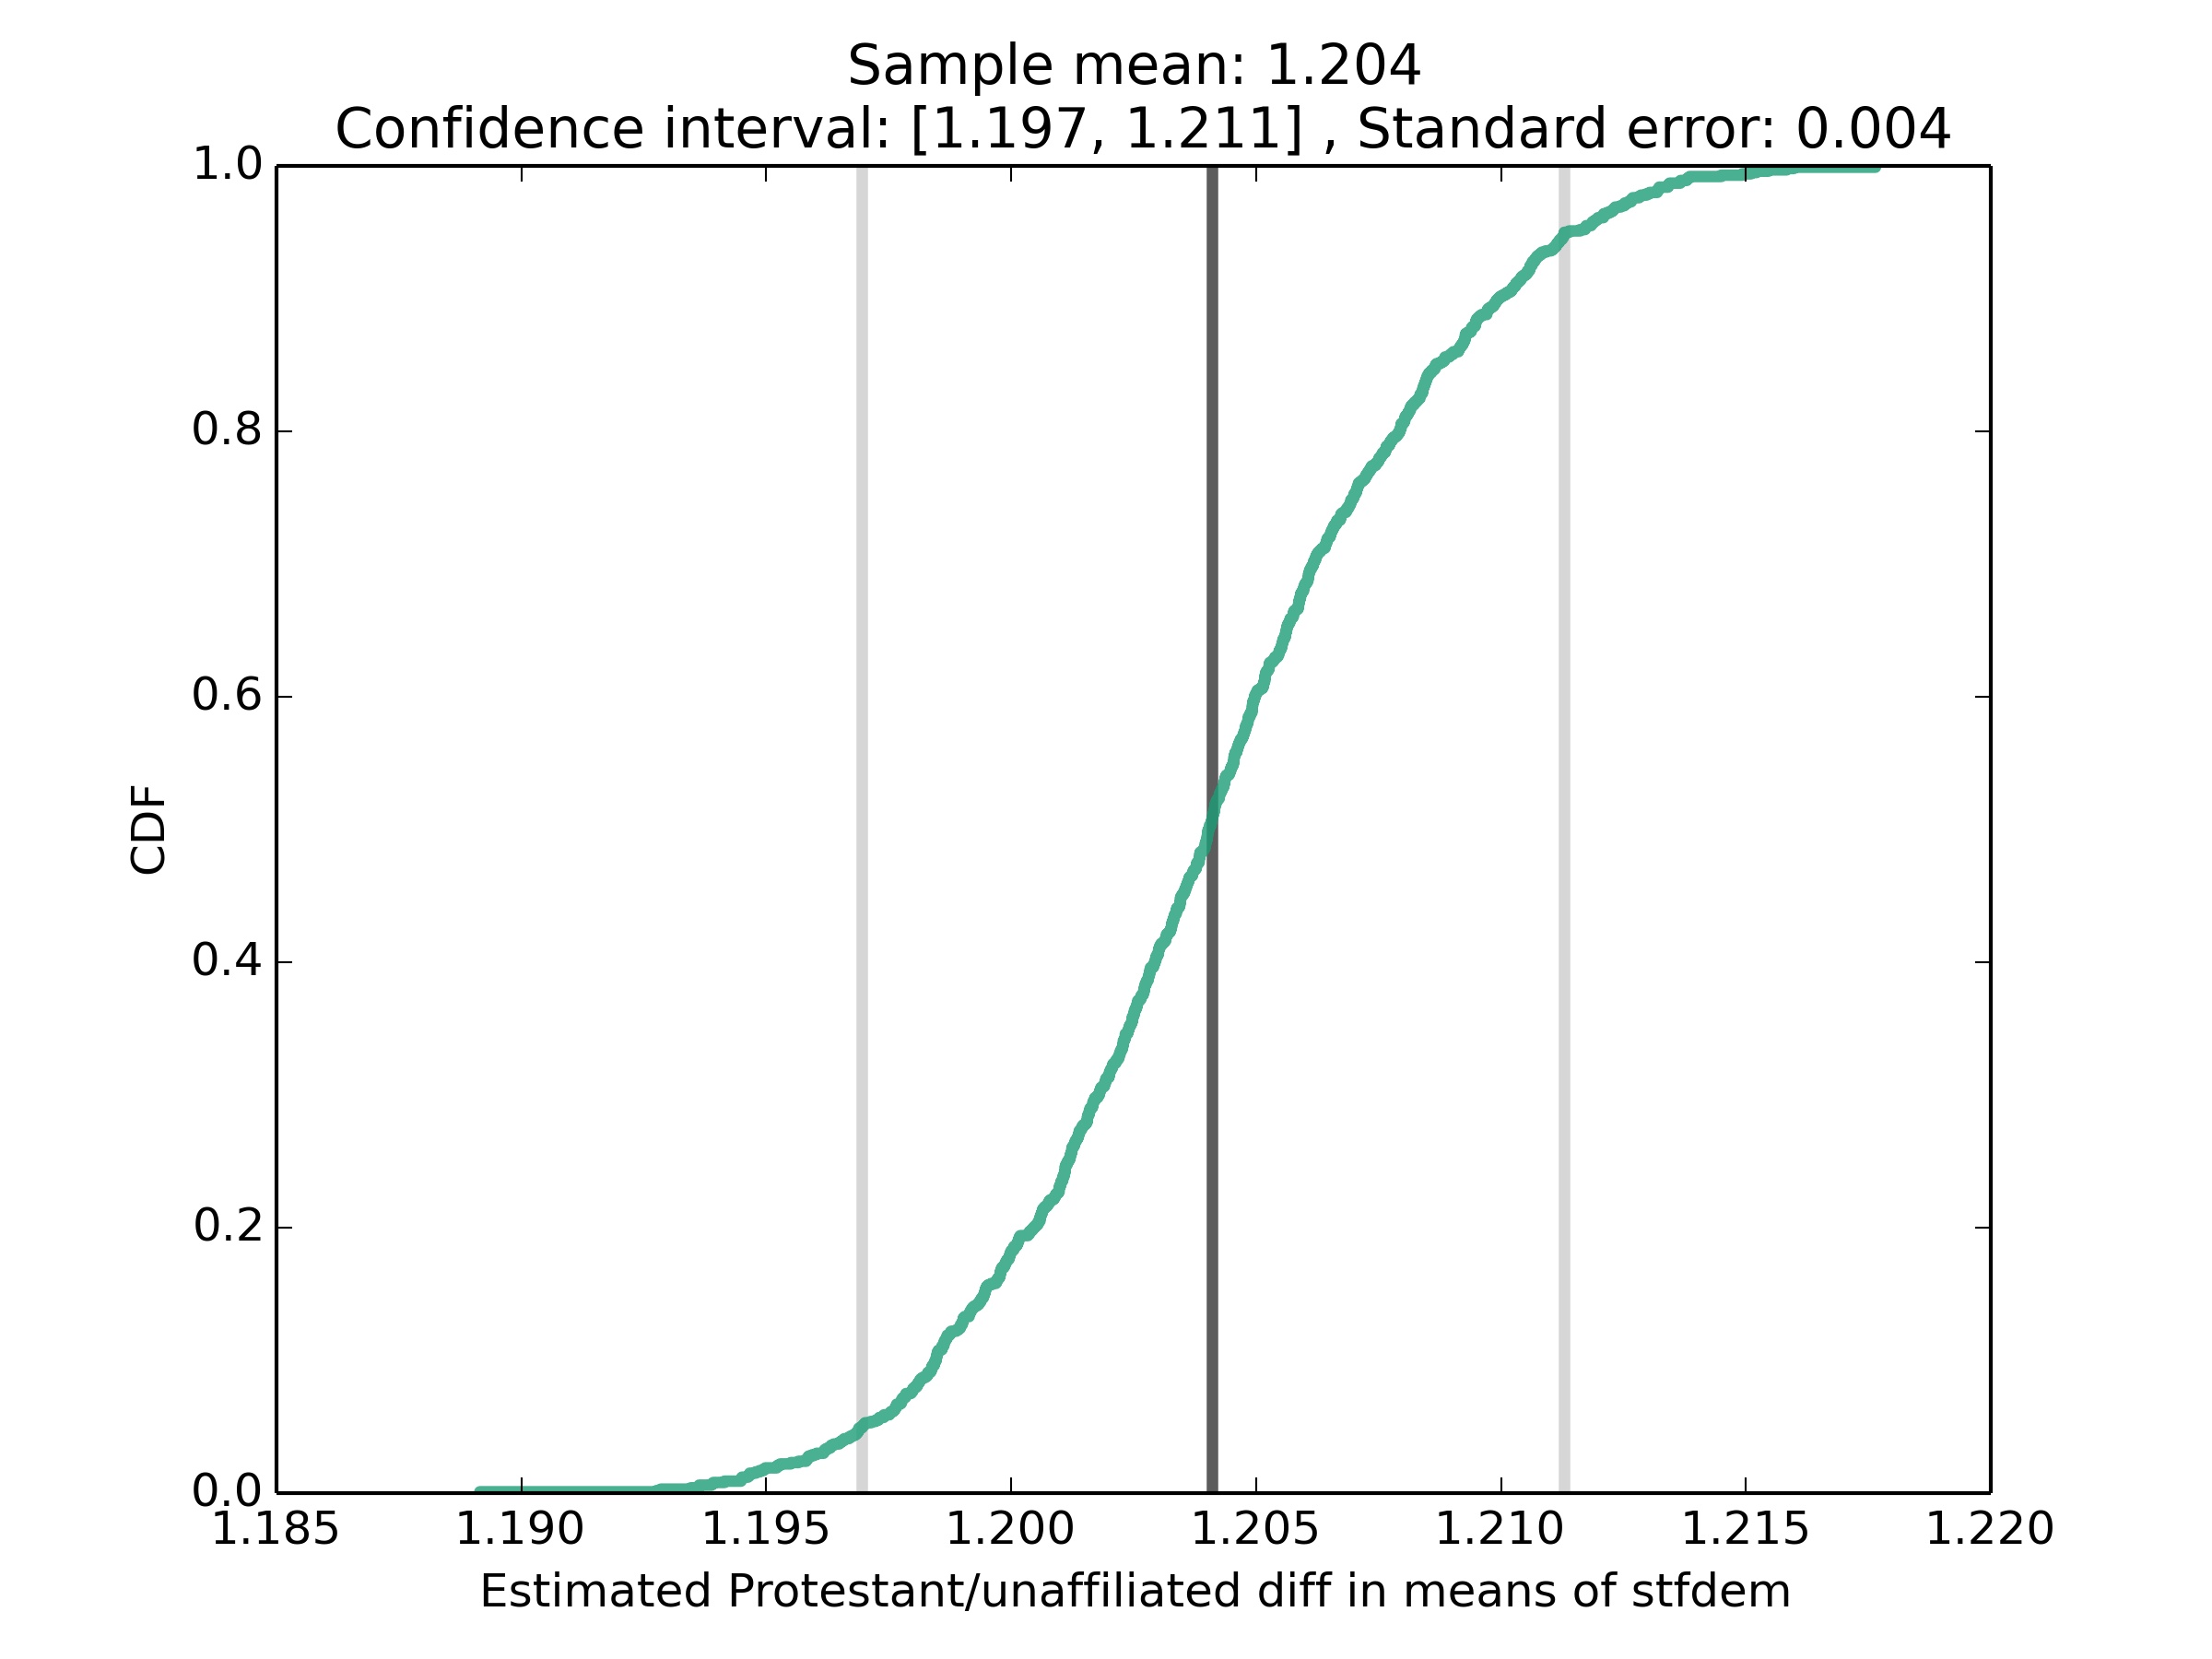 Sample mean: 1.204
Confidence interval: [1.197, 1.211] , Standard error: 0.004
1.0
0.8
0.6
0.4
0.2
0.0
CDF
1.185 1.190 1.195 1.200 1.205 1.210 1.215 1.220
Estimated Protestant/unaffiliated diff in means of stfdem